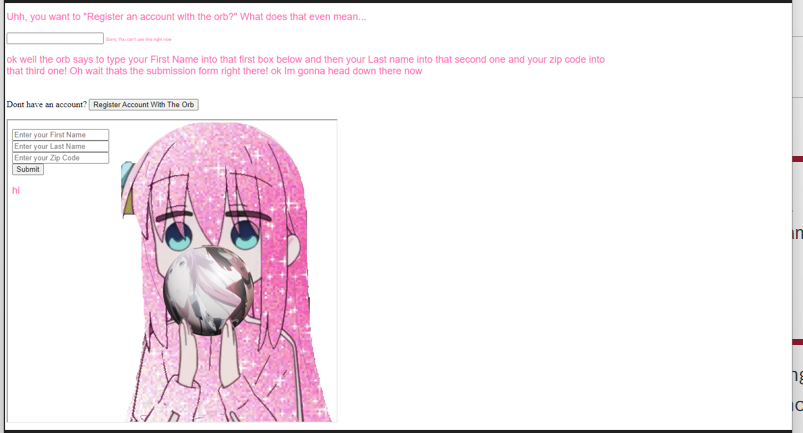 Uhh, you want to "Register an account with the orb?" What does that even mean...
Sorry, You can't use this right now
ok well the orb says to type your First Name into that first box below and then your Last name into that second one and your zip code into
that third one! Oh wait thats the submission form right there! ok Im gonna head down there now
Dont have an account? Register Account With The Orb
Enter your First Name
Enter your Last Name
Enter your Zip Code
Submit
hi